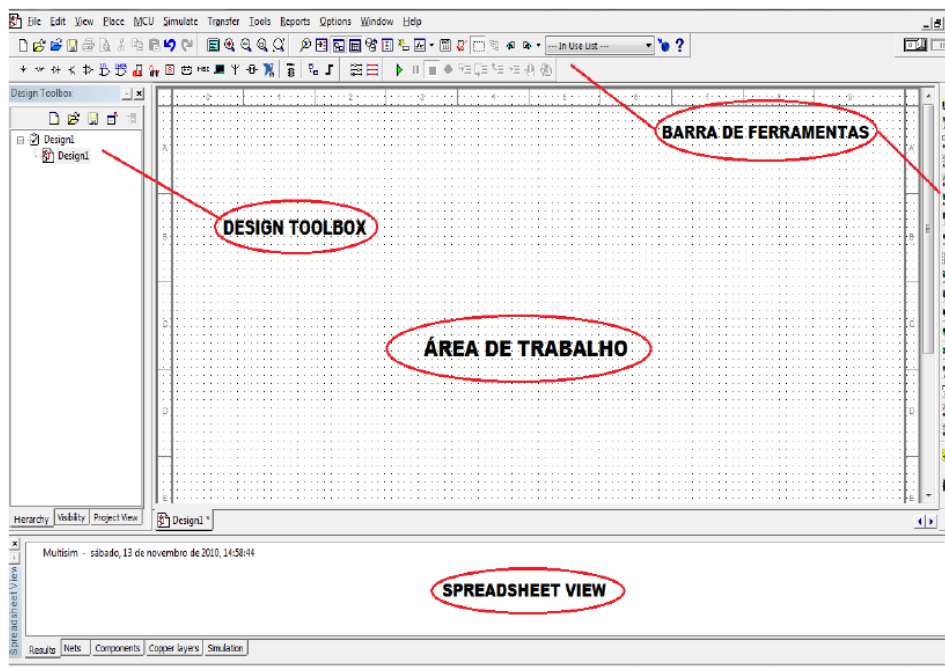 File Edit View Place MCU Simulate Transfer Tools Reports Options Window Help
--- In Use List ---
Design Toolbox
BARRA DE FERRAMENTAS
Design1
Design1
A
A
DESIGN TOOLBOX
B
B
ÁREA DE TRABALHO
C
C
D
D
E
E
Hierarchy Visibility Project View
Design1 *
Multisim - sábado, 13 de novembro de 2010, 14:58:44
SPREADSHEET VIEW
Spreadsheet View
Results Nets Components Copper layers Simulation